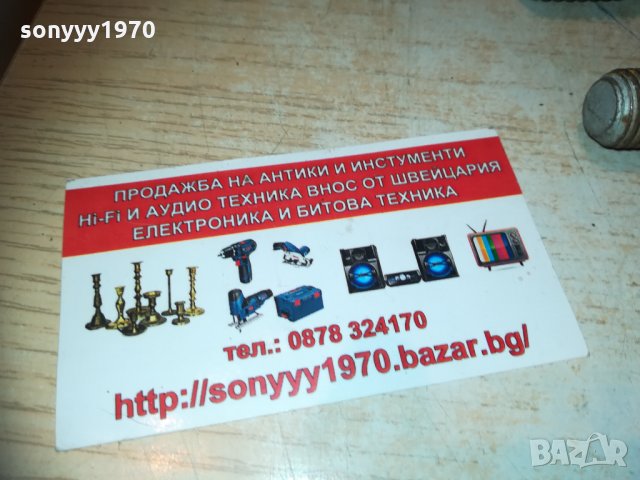 sonyyy1970
ПРОДАЖБА НА АНТИКИ И ИНСТУМЕНТИ
Hi-Fi И АУДИО ТЕХНИКА ВНОС ОТ ШВЕЙЦАРИЯ
ЕЛЕКТРОНИКА И БИТОВА ТЕХНИКА
тел.: 0878 324170
http://sonyyy1970.bazar.bg/
BAZAR